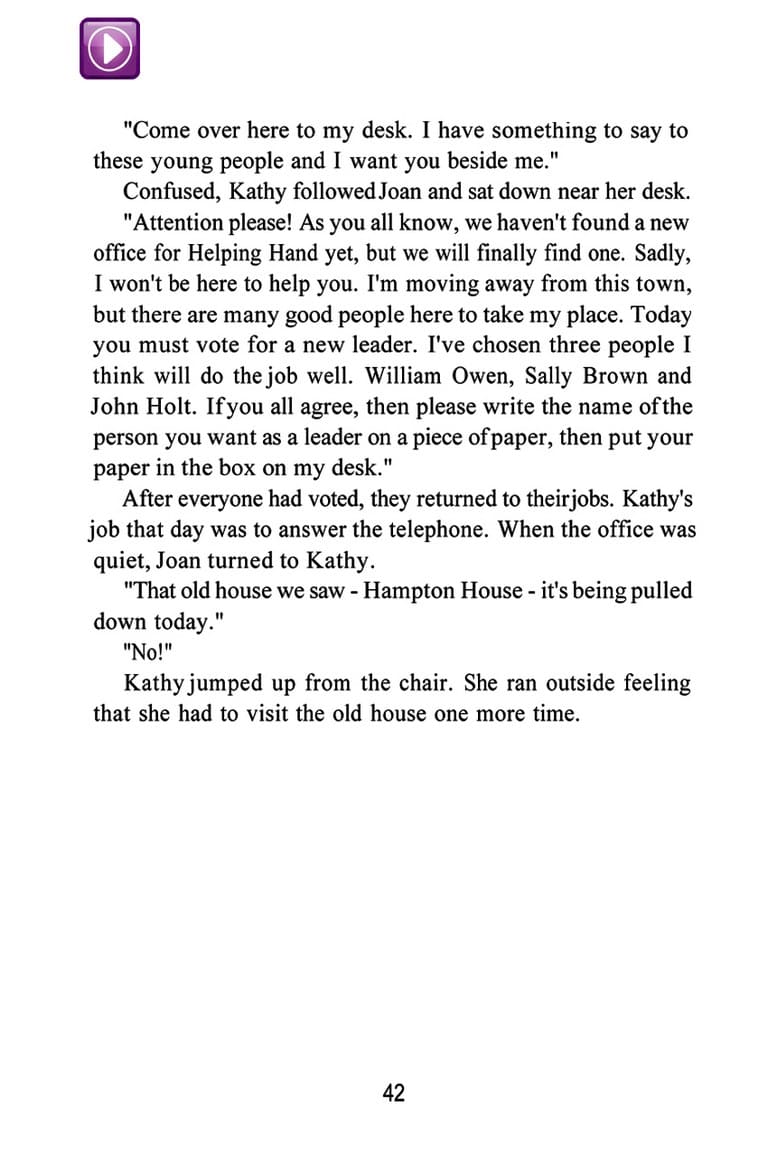 "Come over here to my desk. I have something to say to
these young people and I want you beside me."
Confused, Kathy followed Joan and sat down near her desk.
"Attention please! As you all know, we haven't found a new
office for Helping Hand yet, but we will finally find one. Sadly,
I won't be here to help you. I'm moving away from this town,
but there are many good people here to take my place. Today
you must vote for a new leader. I've chosen three people I
think will do the job well. William Owen, Sally Brown and
John Holt. If you all agree, then please write the name of the
person you want as a leader on a piece of paper, then put your
paper in the box on my desk."
After everyone had voted, they returned to their jobs. Kathy's
job that day was to answer the telephone. When the office was
quiet, Joan turned to Kathy.
"That old house we saw - Hampton House - it's being pulled
down today."
"No!"
Kathy jumped up from the chair. She ran outside feeling
that she had to visit the old house one more time.
42